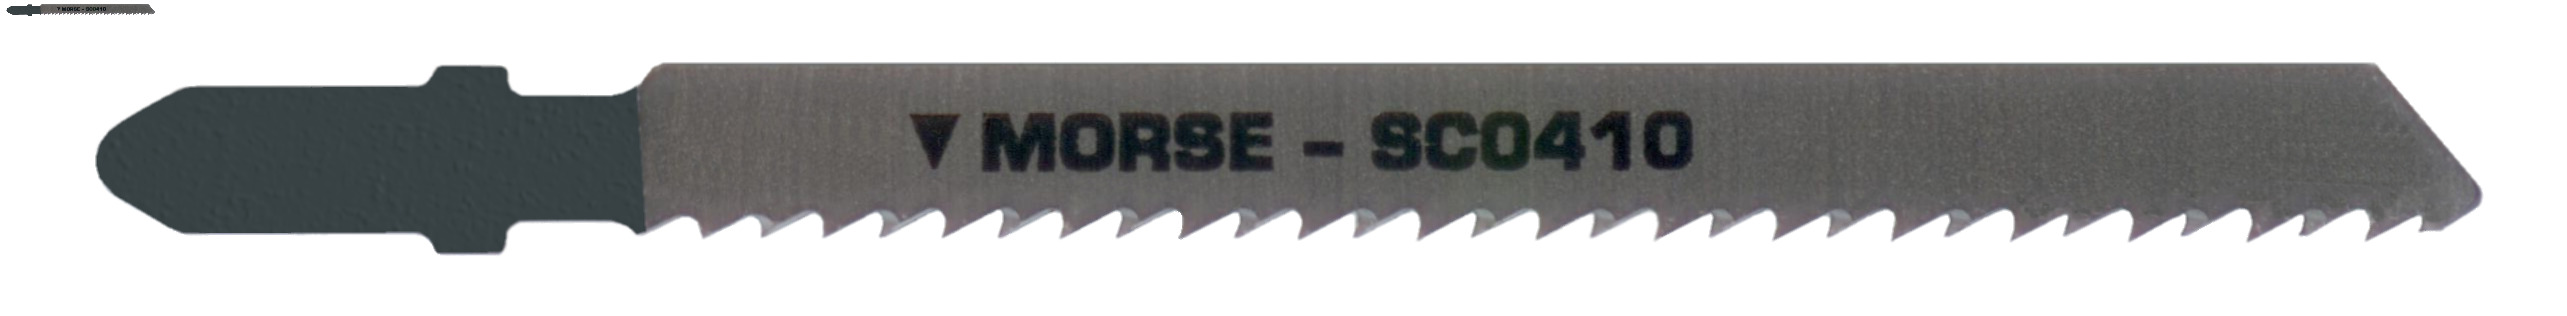 ▼ MORSE - SC0410